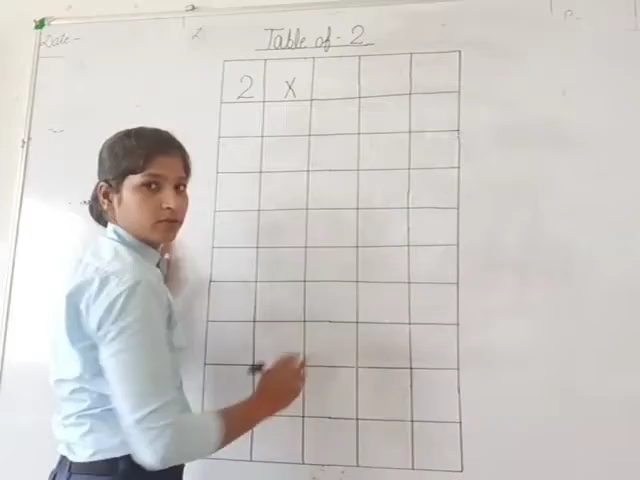 Date-
Table of- 2
2 x